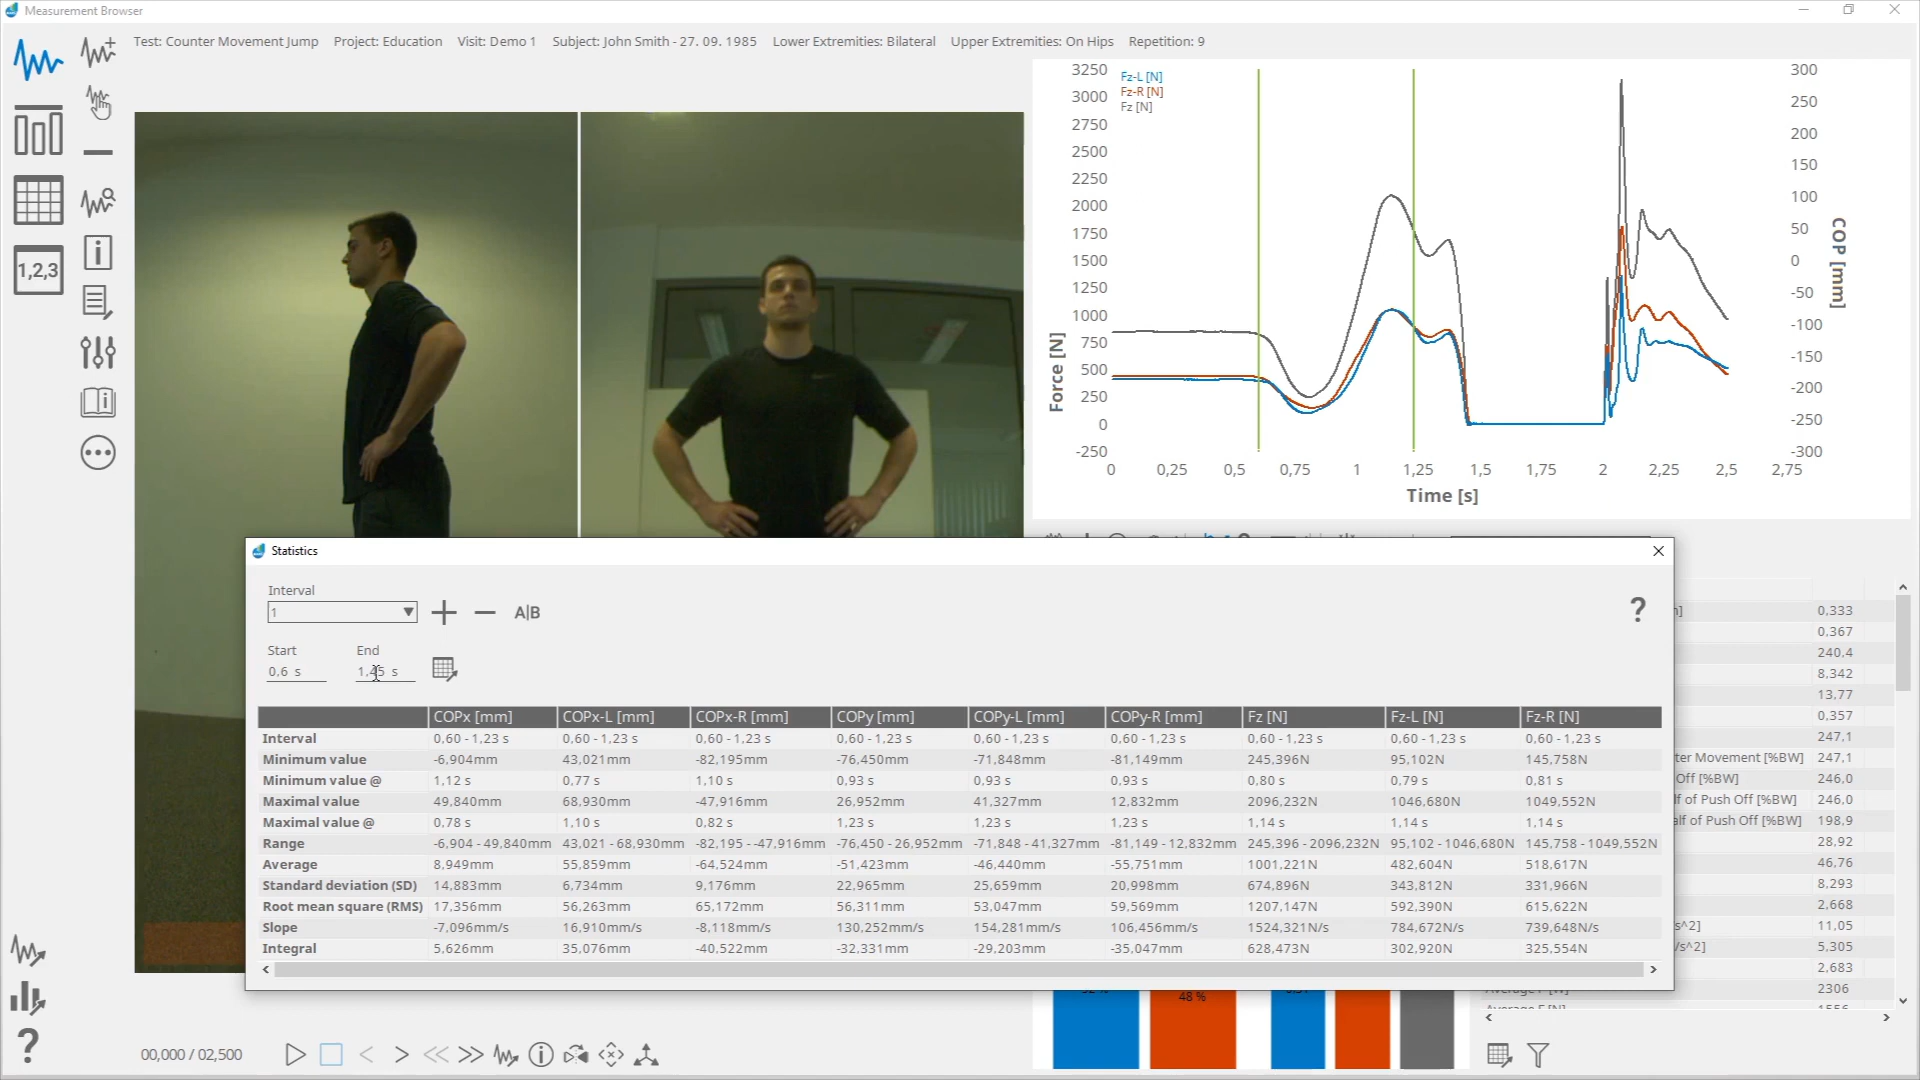 Measurement Browser
Test: Counter Movement Jump Project: Education Visit: Demo 1 Subject: John Smith - 27. 09. 1985 Lower Extremities: Bilateral Upper Extremities: On Hips Repetition: 9
1,2,3
Fz-L [N]
Fz-R [N]
Fz [N]
3250
3000
2750
2500
2250
2000
1750
1500
1250
1000
750
500
250
0
-250
Force [N]
300
250
200
150
100
50
0
-50
-100
-150
-200
-250
-300
COP [mm]
0 0,25 0,5 0,75 1 1,25 1,5 1,75 2 2,25 2,5 2,75
Time [s]
Statistics
Interval
1
A|B
?
Start End
0,6 s 1,45 s
COPx [mm] COPx-L [mm] COPx-R [mm] COPy [mm] COPy-L [mm] COPy-R [mm] Fz [N] Fz-L [N] Fz-R [N]
Interval 0,60 - 1,23 s 0,60 - 1,23 s 0,60 - 1,23 s 0,60 - 1,23 s 0,60 - 1,23 s 0,60 - 1,23 s 0,60 - 1,23 s 0,60 - 1,23 s 0,60 - 1,23 s
Minimum value -6,904mm 43,021mm -82,195mm -76,450mm -71,848mm -81,149mm 245,396N 95,102N 145,758N
Minimum value @ 1,12 s 0,77 s 1,10 s 0,93 s 0,93 s 0,93 s 0,80 s 0,79 s 0,81 s
Maximal value 49,840mm 68,930mm -47,916mm 26,952mm 41,327mm 12,832mm 2096,232N 1046,680N 1049,552N
Maximal value @ 0,78 s 1,10 s 0,82 s 1,23 s 1,23 s 1,23 s 1,14 s 1,14 s 1,14 s
Range -6,904 - 49,840mm 43,021 - 68,930mm -82,195 - -47,916mm -76,450 - 26,952mm -71,848 - 41,327mm -81,149 - 12,832mm 245,396 - 2096,232N 95,102 - 1046,680N 145,758 - 1049,552N
Average 8,949mm 55,859mm -64,524mm -51,423mm -46,440mm -55,751mm 1001,221N 482,604N 518,617N
Standard deviation (SD) 14,883mm 6,734mm 9,176mm 22,965mm 25,659mm 20,998mm 674,896N 343,812N 331,966N
Root mean square (RMS) 17,356mm 56,263mm 65,172mm 56,311mm 53,047mm 59,569mm 1207,147N 592,390N 615,622N
Slope -7,096mm/s 16,910mm/s -8,118mm/s 130,252mm/s 154,281mm/s 106,456mm/s 1524,321N/s 784,672N/s 739,648N/s
Integral 5,626mm 35,076mm -40,522mm -32,331mm -29,203mm -35,047mm 628,473N 302,920N 325,554N
0,333
0,367
240,4
8,342
13,77
0,357
247,1
ter Movement [%BW] 247,1
Off [%BW] 246,0
lf of Push Off [%BW] 246,0
alf of Push Off [%BW] 198,9
28,92
46,76
8,293
2,668
s^2] 11,05
/s^2] 5,305
2,683
2306
48 %
?
00,000 / 02,500